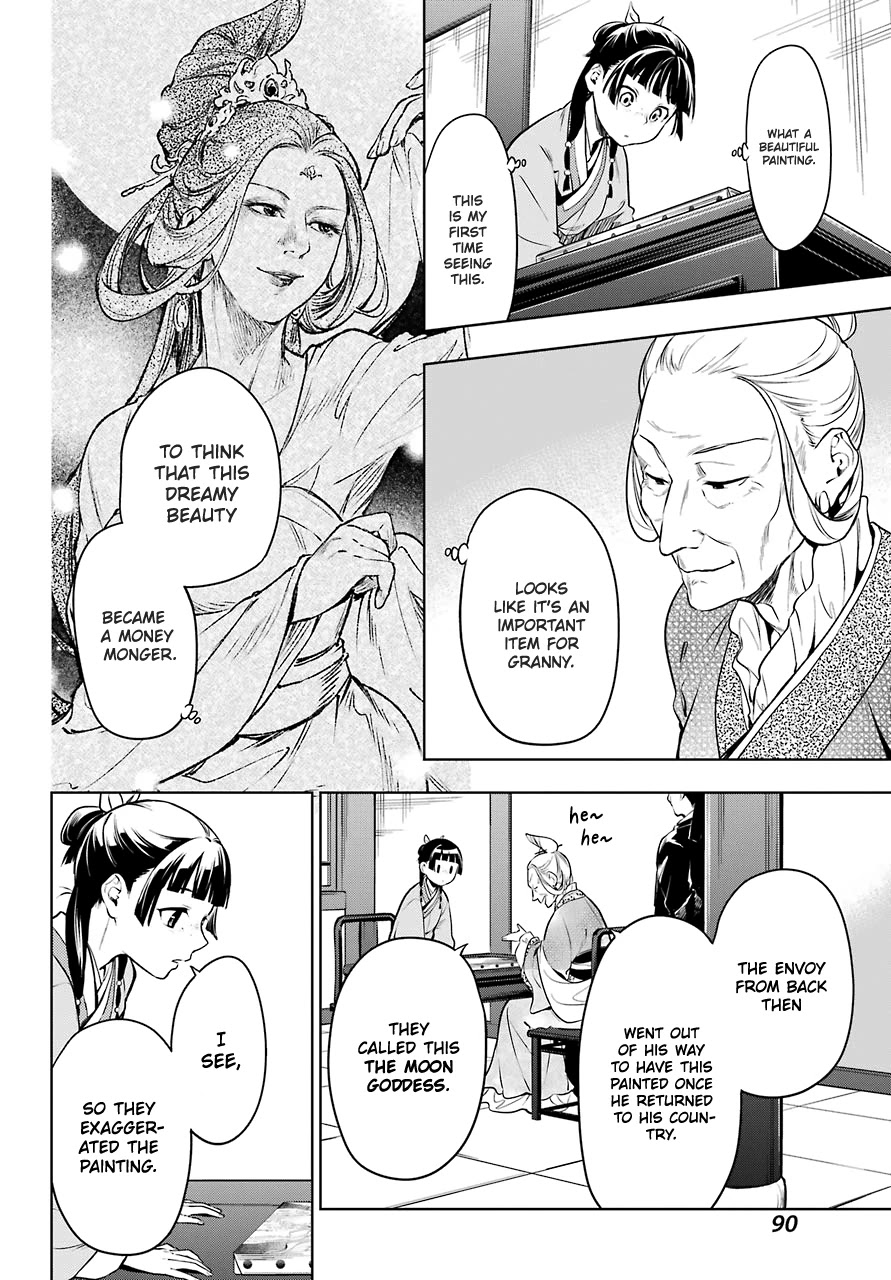 WHAT A
BEAUTIFUL
PAINTING.
THIS
IS MY
FIRST
TIME
SEEING
THIS.
LOOKS
LIKE IT'S AN
IMPORTANT
ITEM FOR
GRANNY.
TO THINK
THAT THIS
DREAMY
BEAUTY
BECAME
A MONEY
MONGER.
he~
he~
THE ENVOY
FROM BACK
THEN
WENT OUT
OF HIS WAY
TO HAVE THIS
PAINTED ONCE
HE RETURNED
TO HIS COUN-
TRY.
THEY
CALLED THIS
THE MOON
GODDESS.
I
SEE,
SO THEY
EXAGGER-
ATED THE
PAINTING.
90